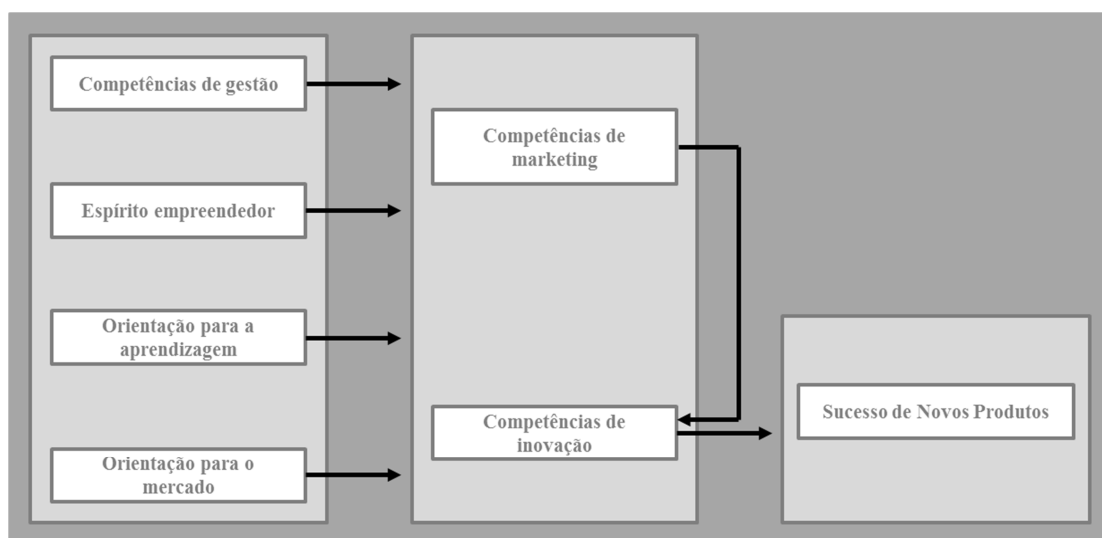 Competências de gestão
Espírito empreendedor
Orientação para a
aprendizagem
Orientação para o
mercado
Competências de
marketing
Competências de
inovação
Sucesso de Novos Produtos